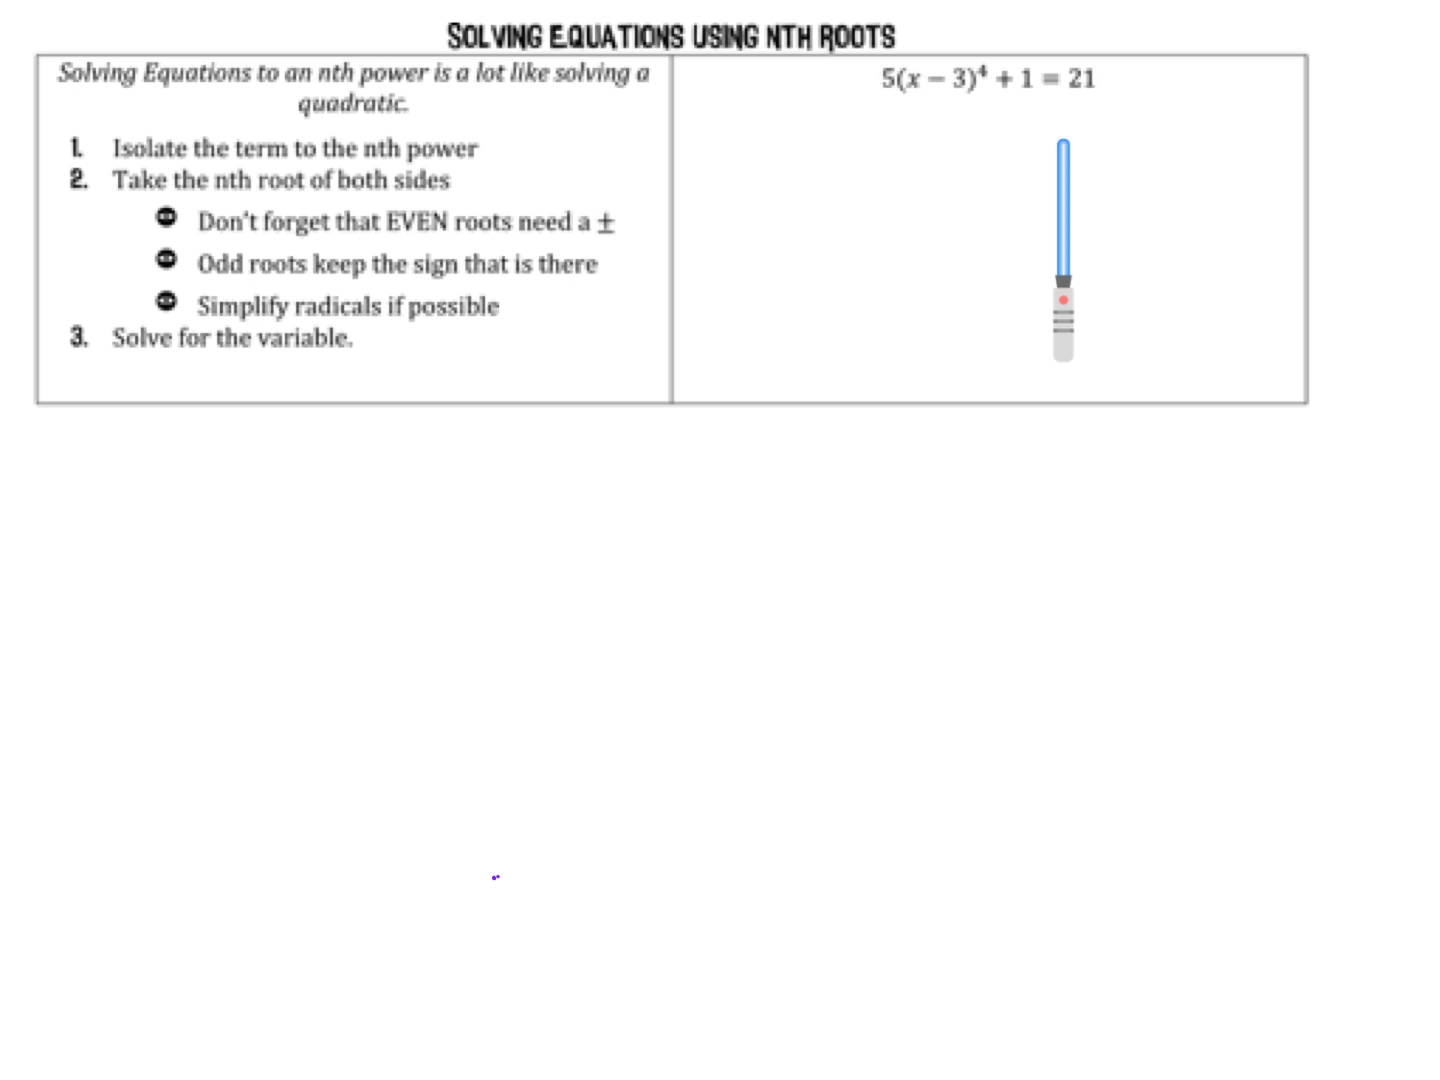 SOLVING EQUATIONS USING NTH ROOTS
Solving Equations to an nth power is a lot like solving a
quadratic.
1. Isolate the term to the nth power
2. Take the nth root of both sides
Don't forget that EVEN roots need a ±
Odd roots keep the sign that is there
Simplify radicals if possible
3. Solve for the variable.
5(x − 3)⁴ + 1 = 21